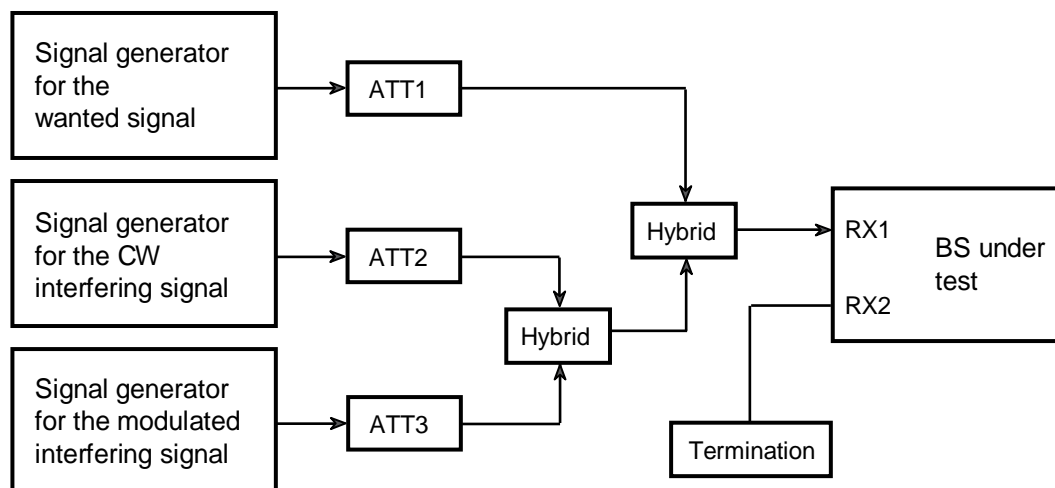 Signal generator
for the
wanted signal
ATT1
Signal generator
for the CW
interfering signal
ATT2
Hybrid
Hybrid
RX1
BS under
test
RX2
Signal generator
for the modulated
interfering signal
ATT3
Termination